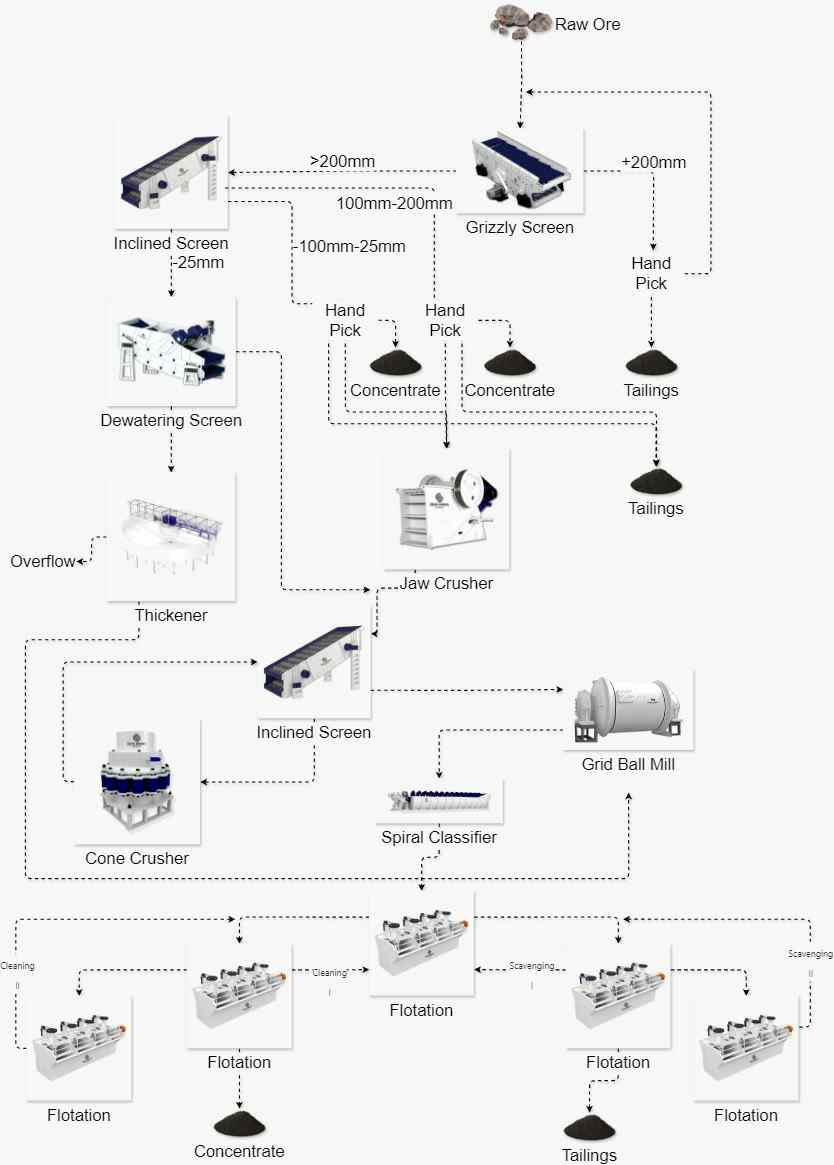 Raw Ore
>200mm
+200mm
100mm-200mm
Grizzly Screen
Inclined Screen
-25mm
-100mm-25mm
Hand
Pick
Hand
Pick
Hand
Pick
Concentrate
Concentrate
Tailings
Dewatering Screen
Tailings
Overflow
Jaw Crusher
Thickener
Inclined Screen
Grid Ball Mill
Spiral Classifier
Cone Crusher
Cleaning
II
Cleaning
I
Scavenging
I
Scavenging
II
Flotation
Flotation
Flotation
Flotation
Flotation
Concentrate
Tailings